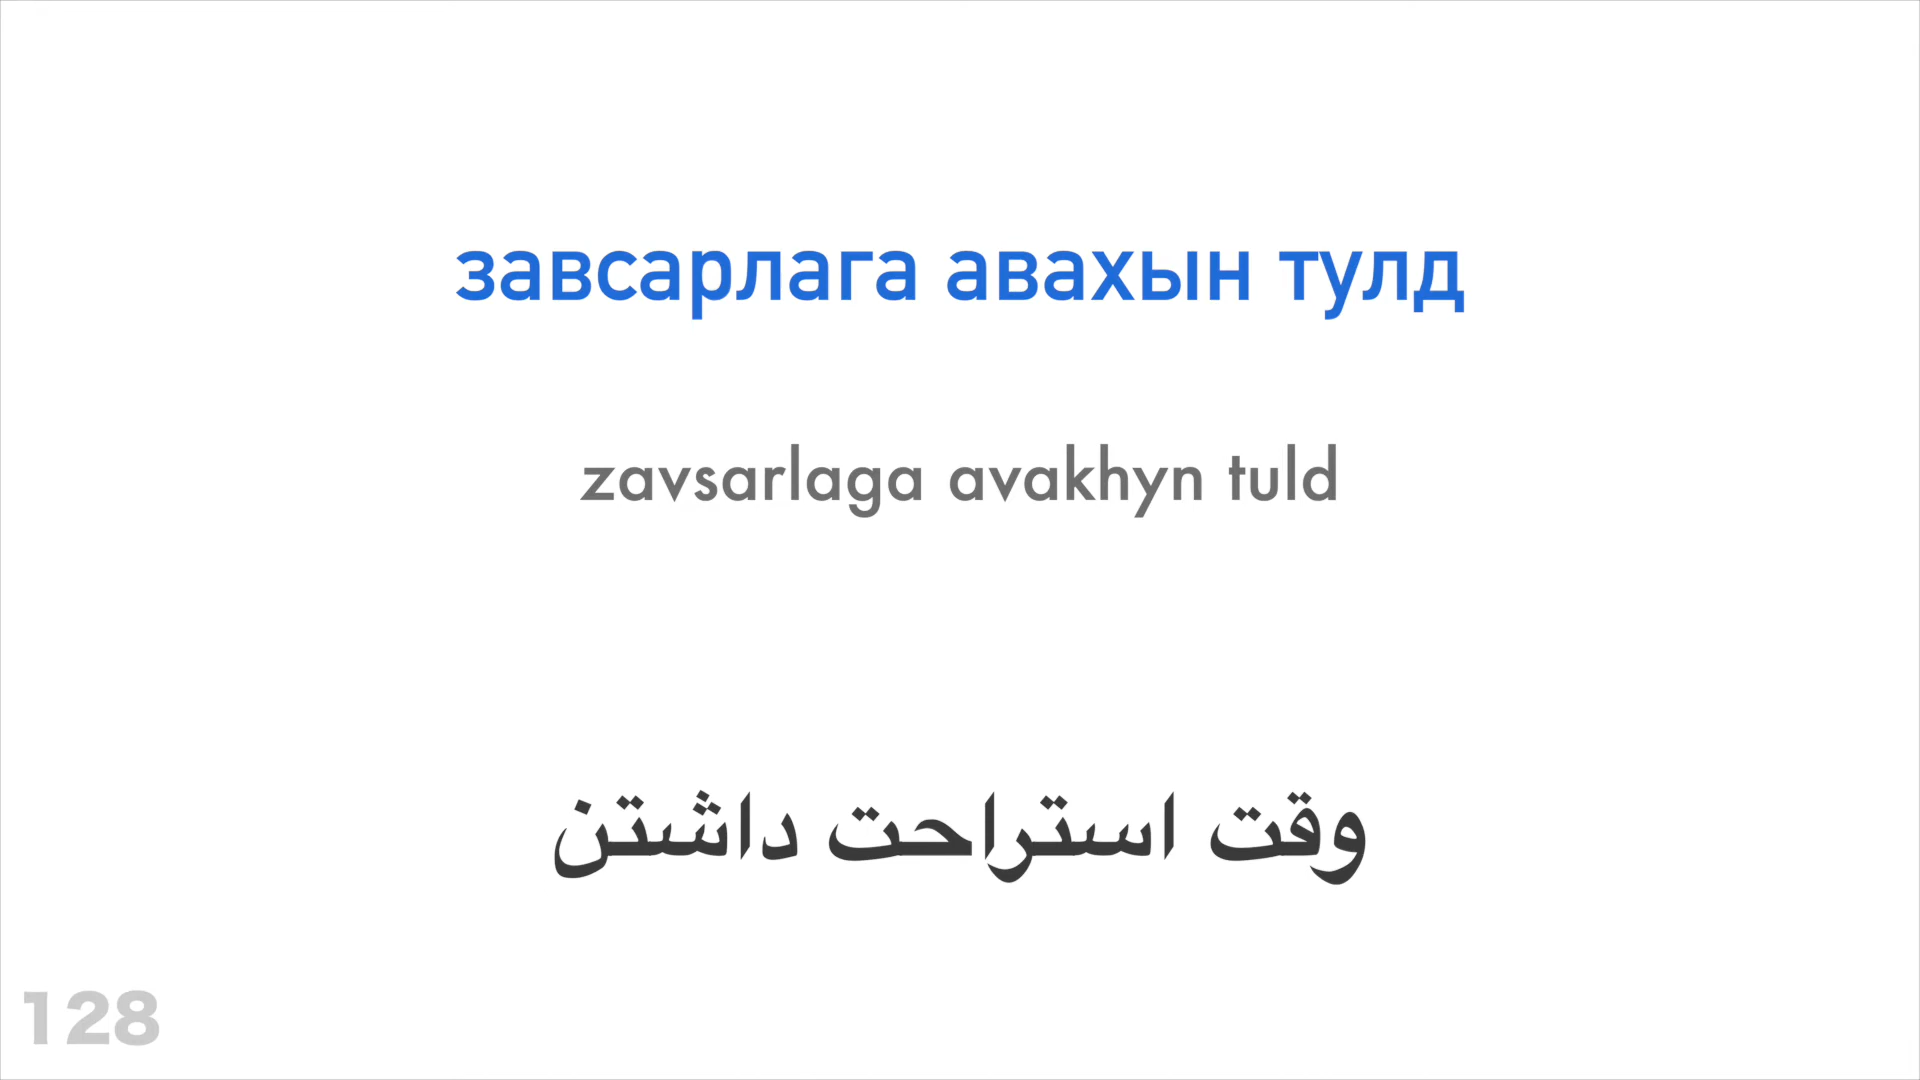 завсарлага авахын тулд
zavsarlaga avakhyn tuld
وقت استراحت داشتن
128